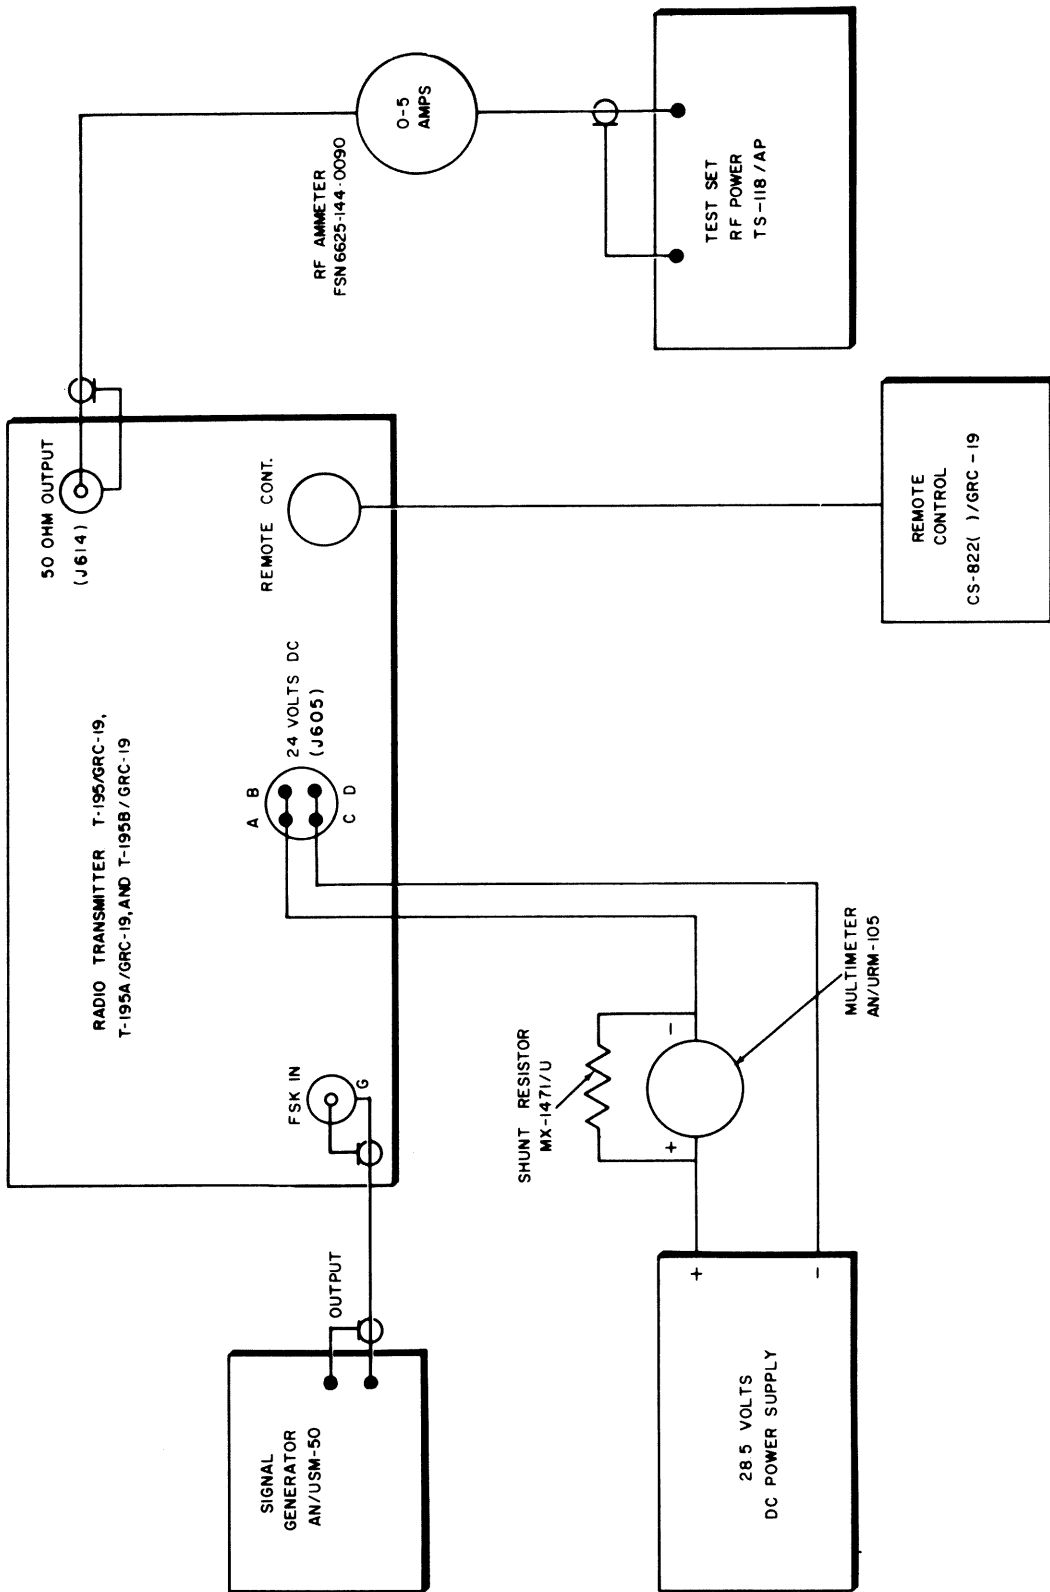 SIGNAL
GENERATOR
AN/USM-50
OUTPUT
FSK IN
G
RADIO TRANSMITTER T-195/GRC-19,
T-195A/GRC-19, AND T-195B/GRC-19
A B
C D
24 VOLTS DC
(J605)
REMOTE CONT.
50 OHM OUTPUT
(J614)
RF AMMETER
FSN 6625-144-0090
0-5
AMPS
TEST SET
RF POWER
TS-118/AP
REMOTE
CONTROL
CS-822( )/GRC-19
28.5 VOLTS
DC POWER SUPPLY
+
-
SHUNT RESISTOR
MX-1471/U
+
-
MULTIMETER
AN/URM-105